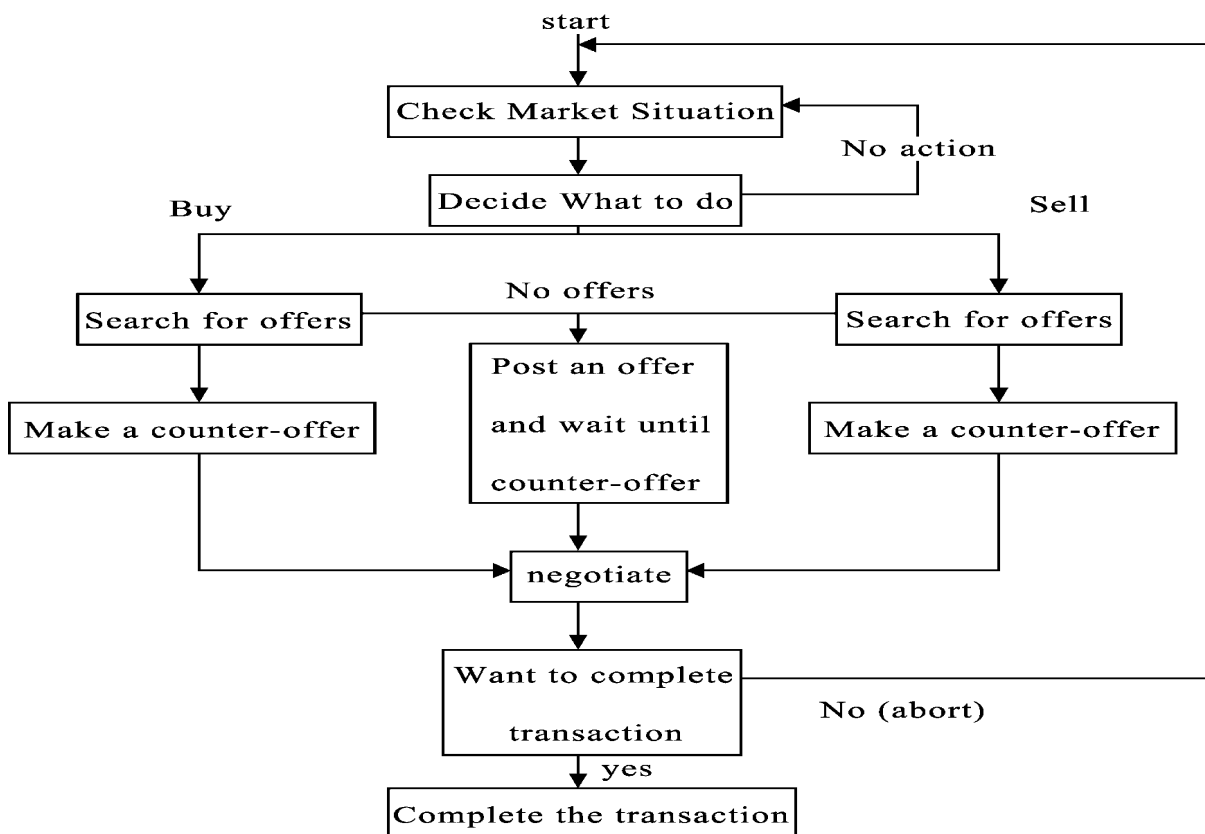 start
Check Market Situation
No action
Decide What to do
Buy
Sell
No offers
Search for offers
Search for offers
Post an offer
and wait until
counter-offer
Make a counter-offer
Make a counter-offer
negotiate
Want to complete
transaction
No (abort)
yes
Complete the transaction